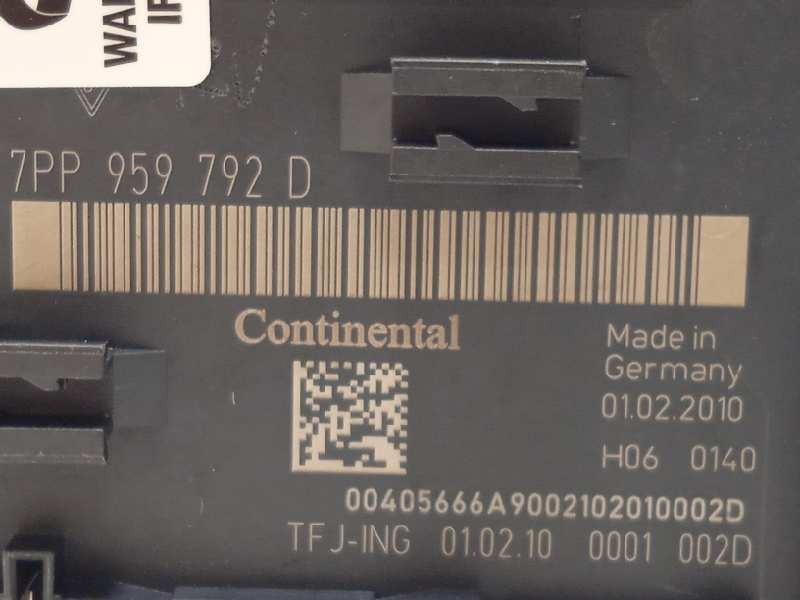 7PP 959 792 D
Continental
Made in
Germany
01.02.2010
H06 0140
00405666A9002102010002D
TFJ-ING 01.02.10 0001 002D